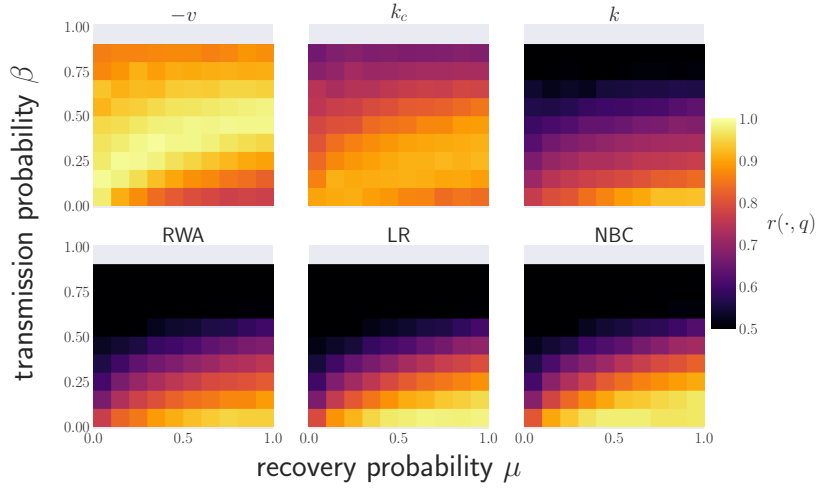 −v k_c k
1.00
0.75
0.50
0.25
0.00
RWA LR NBC
1.00
0.75
0.50
0.25
0.00
0.0 0.5 1.0 0.0 0.5 1.0 0.0 0.5 1.0
transmission probability β
recovery probability μ
1.0
0.9
0.8
0.7
0.6
0.5
r(·, q)